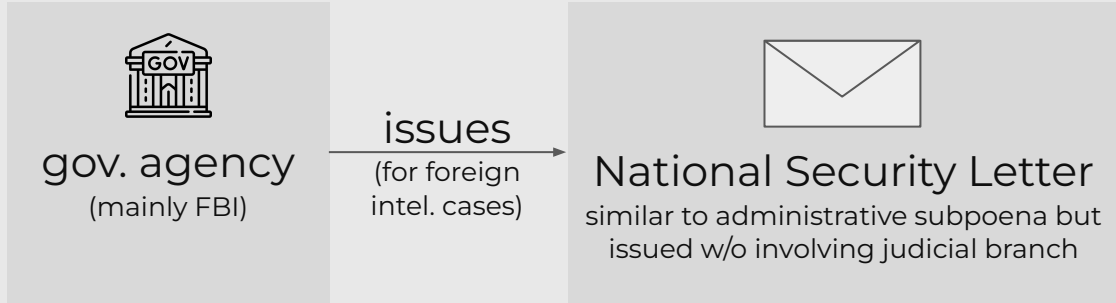 GOV
gov. agency
(mainly FBI)
issues
(for foreign
intel. cases)
National Security Letter
similar to administrative subpoena but
issued w/o involving judicial branch